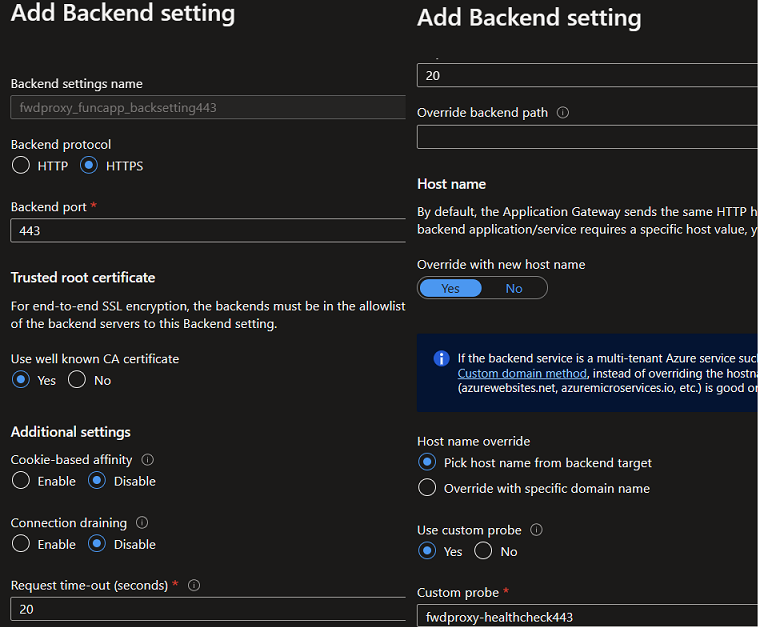 Add Backend setting
Backend settings name
fwdproxy_funcapp_backsetting443
Backend protocol
HTTP HTTPS
Backend port *
443
Trusted root certificate
For end-to-end SSL encryption, the backends must be in the allowlist
of the backend servers to this Backend setting.
Use well known CA certificate
Yes No
Additional settings
Cookie-based affinity
Enable Disable
Connection draining
Enable Disable
Request time-out (seconds) *
20
Add Backend setting
20
Override backend path
Host name
By default, the Application Gateway sends the same HTTP h
backend application/service requires a specific host value, y
Override with new host name
Yes No
If the backend service is a multi-tenant Azure service suc
Custom domain method, instead of overriding the hostna
(azurewebsites.net, azuremicroservices.io, etc.) is good or
Host name override
Pick host name from backend target
Override with specific domain name
Use custom probe
Yes No
Custom probe *
fwdproxy-healthcheck443